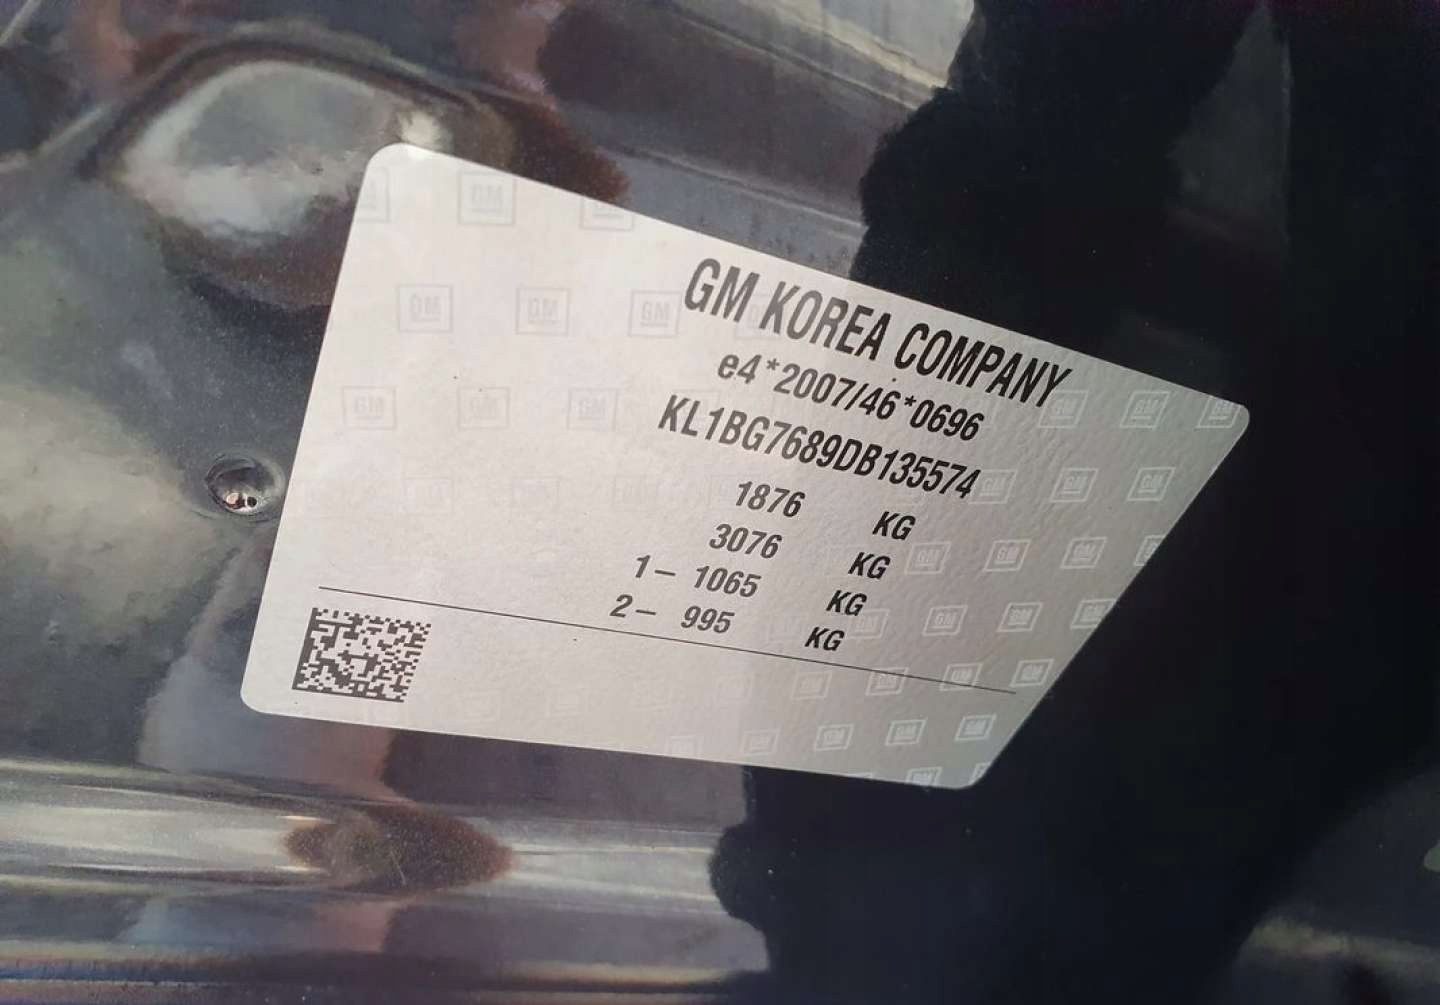 GM KOREA COMPANY
e4*2007/46*0696
KL1BG7689DB135574
1876 KG
3076 KG
1– 1065 KG
2– 995 KG